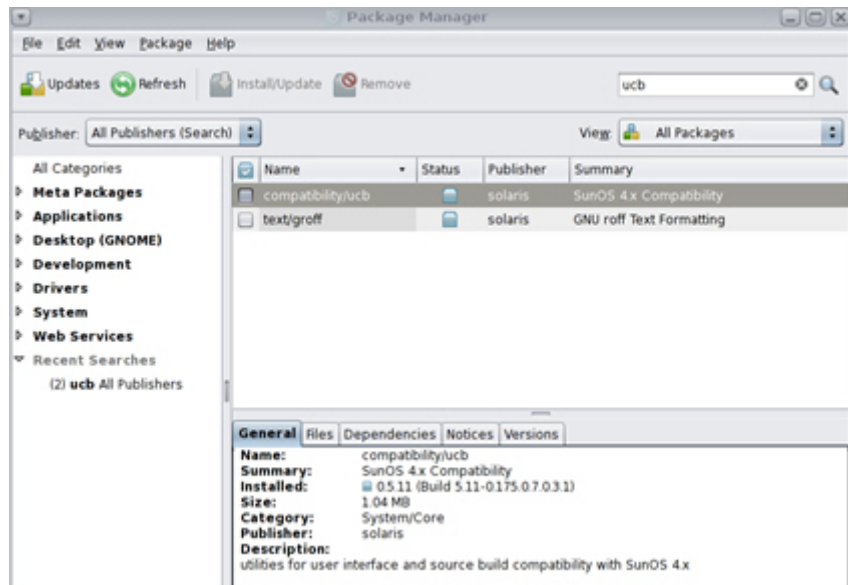 Package Manager
File Edit View Package Help
Updates Refresh Install/Update Remove ucb
Publisher: All Publishers (Search) View: All Packages
All Categories
Meta Packages
Applications
Desktop (GNOME)
Development
Drivers
System
Web Services
Recent Searches
(2) ucb All Publishers
Name Status Publisher Summary
compatibility/ucb solaris SunOS 4.x Compatibility
text/groff solaris GNU roff Text Formatting
General Files Dependencies Notices Versions
Name: compatibility/ucb
Summary: SunOS 4.x Compatibility
Installed: 0.5.11 (Build 5.11-0.175.0.7.0.3.1)
Size: 1.04 MB
Category: System/Core
Publisher: solaris
Description:
utilities for user interface and source build compatibility with SunOS 4.x